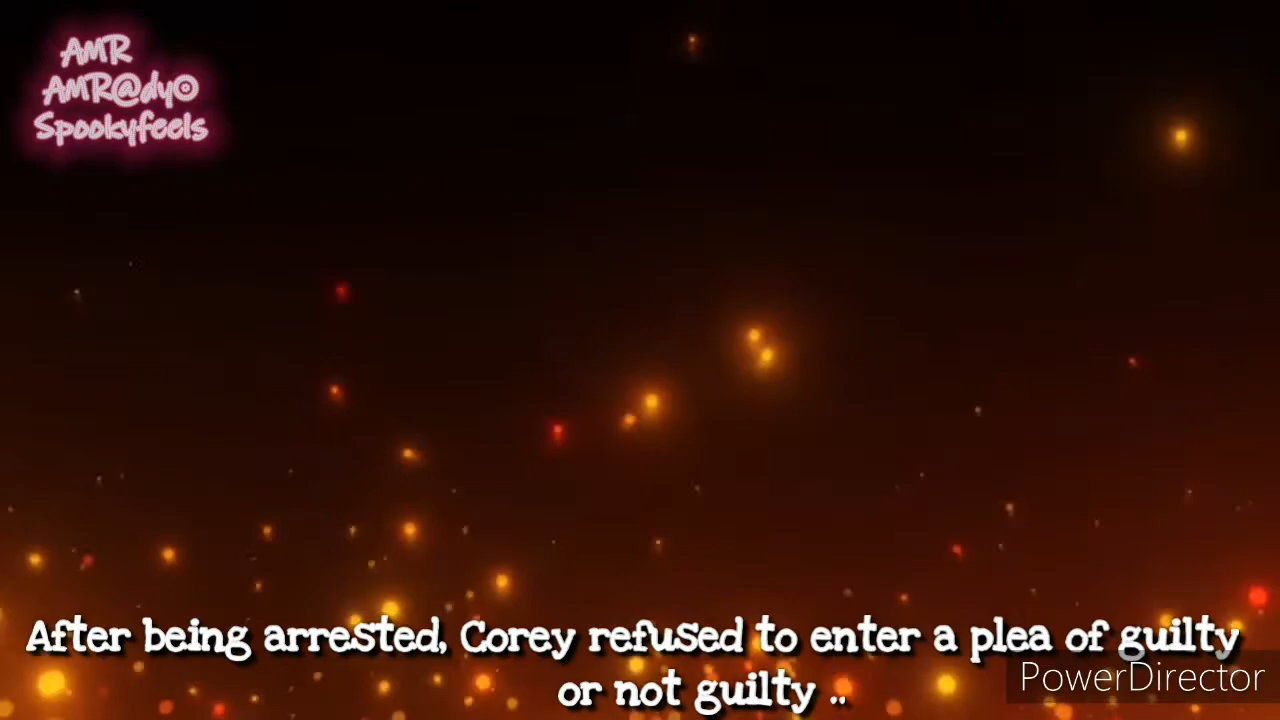 AMR
AMR@dyo
Spookyfeels
After being arrested, Corey refused to enter a plea of guilty
or not guilty ..
PowerDirector